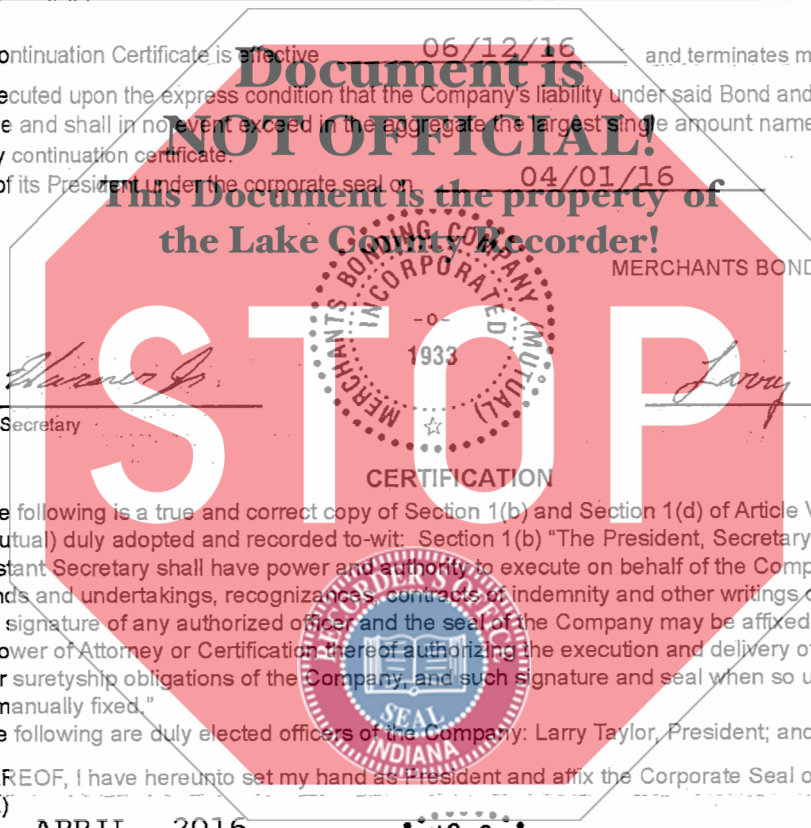 ontinuation Certificate is effective 06/12/16 and terminates m
Document is
ecuted upon the express condition that the Company's liability under said Bond and
e and shall in no event exceed in the aggregate the largest single amount name
NOT OFFICIAL!
y continuation certificate.
of its President under the corporate seal on 04/01/16
This Document is the property of
the Lake County Recorder!
MERCHANTS BOND
MERCHANTS BONDING COMPANY (MUTUAL)
INCORPORATED
-o-
1933
STOP
Warner Jr.
Larry
Secretary
CERTIFICATION
e following is a true and correct copy of Section 1(b) and Section 1(d) of Article V
utual) duly adopted and recorded to-wit: Section 1(b) “The President, Secretary
stant Secretary shall have power and authority to execute on behalf of the Comp
nds and undertakings, recognizances, contracts of indemnity and other writings o
signature of any authorized officer and the seal of the Company may be affixed
ower of Attorney or Certification thereof authorizing the execution and delivery of
r suretyship obligations of the Company, and such signature and seal when so u
manually fixed.”
RECORDER'S OFFICE
SEAL
INDIANA
e following are duly elected officers of the Company: Larry Taylor, President; and
REOF, I have hereunto set my hand as President and affix the Corporate Seal o
APRIL 2016